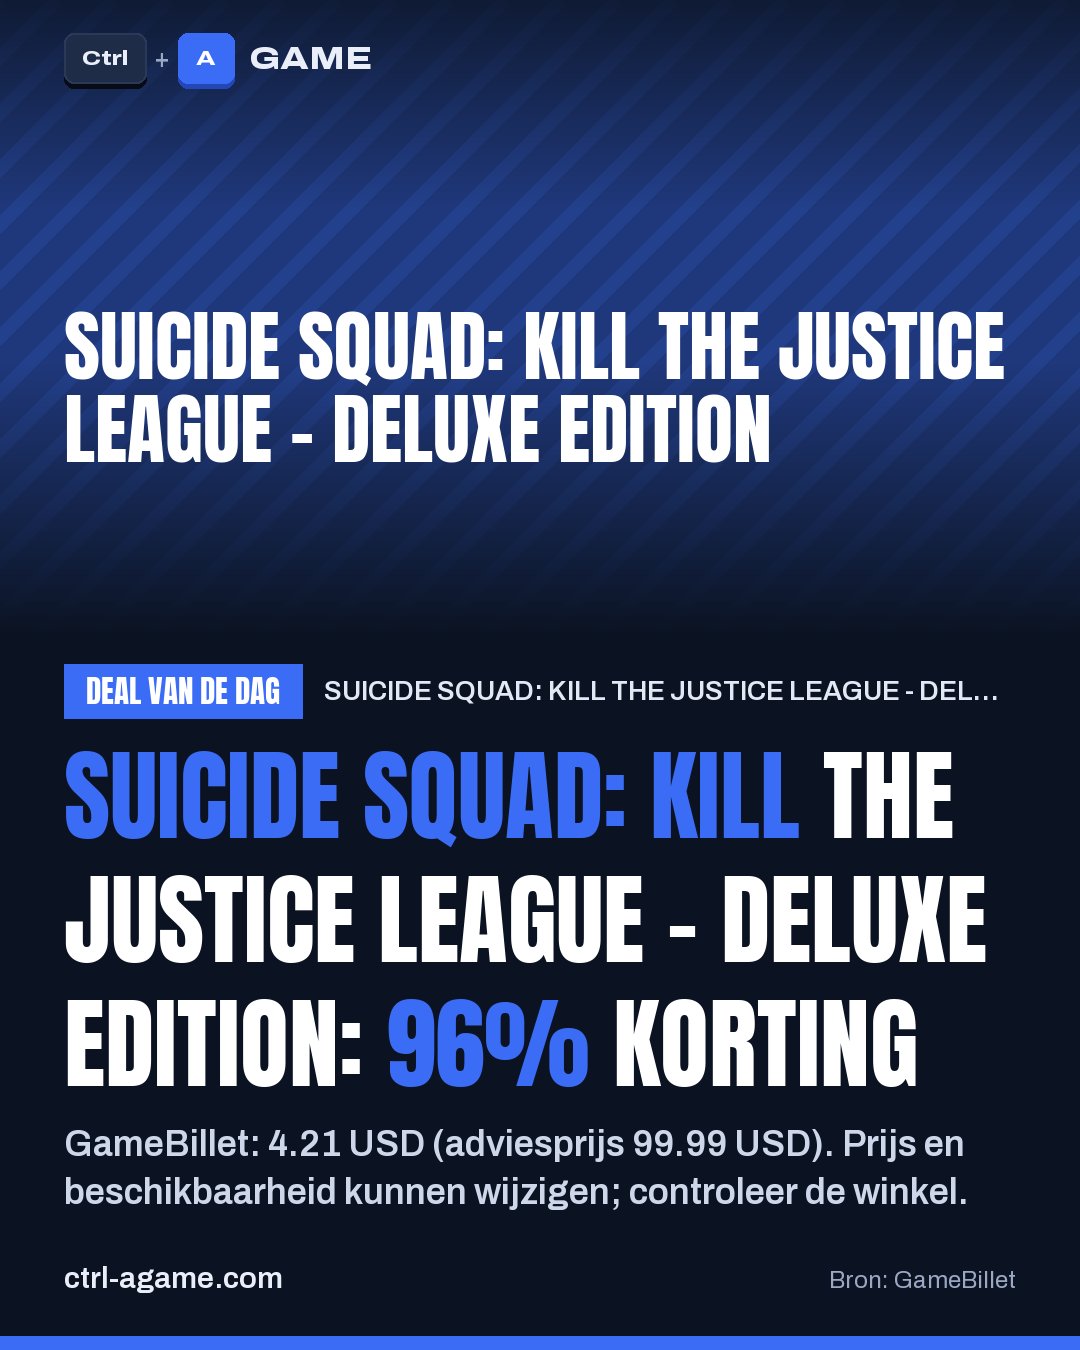 Ctrl + A GAME
SUICIDE SQUAD: KILL THE JUSTICE
LEAGUE - DELUXE EDITION
DEAL VAN DE DAG SUICIDE SQUAD: KILL THE JUSTICE LEAGUE - DEL...
SUICIDE SQUAD: KILL THE
JUSTICE LEAGUE - DELUXE
EDITION: 96% KORTING
GameBillet: 4.21 USD (adviesprijs 99.99 USD). Prijs en
beschikbaarheid kunnen wijzigen; controleer de winkel.
ctrl-agame.com Bron: GameBillet